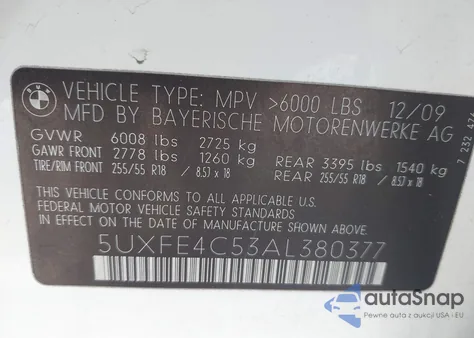 BMW
VEHICLE TYPE: MPV >6000 LBS 12/09
MFD BY BAYERISCHE MOTORENWERKE AG
GVWR 6008 lbs 2725 kg
GAWR FRONT 2778 lbs 1260 kg REAR 3395 lbs 1540 kg
TIRE/RIM FRONT 255/55 R18 / 8.5J x 18 REAR 255/55 R18 / 8.5J x 18
THIS VEHICLE CONFORMS TO ALL APPLICABLE U.S.
FEDERAL MOTOR VEHICLE SAFETY STANDARDS IN EFFECT
ON THE DATE OF MANUFACTURE SHOWN ABOVE.
5UXFE4C53AL380377
7 232
autaSnap
Pewne auta z USA i EU